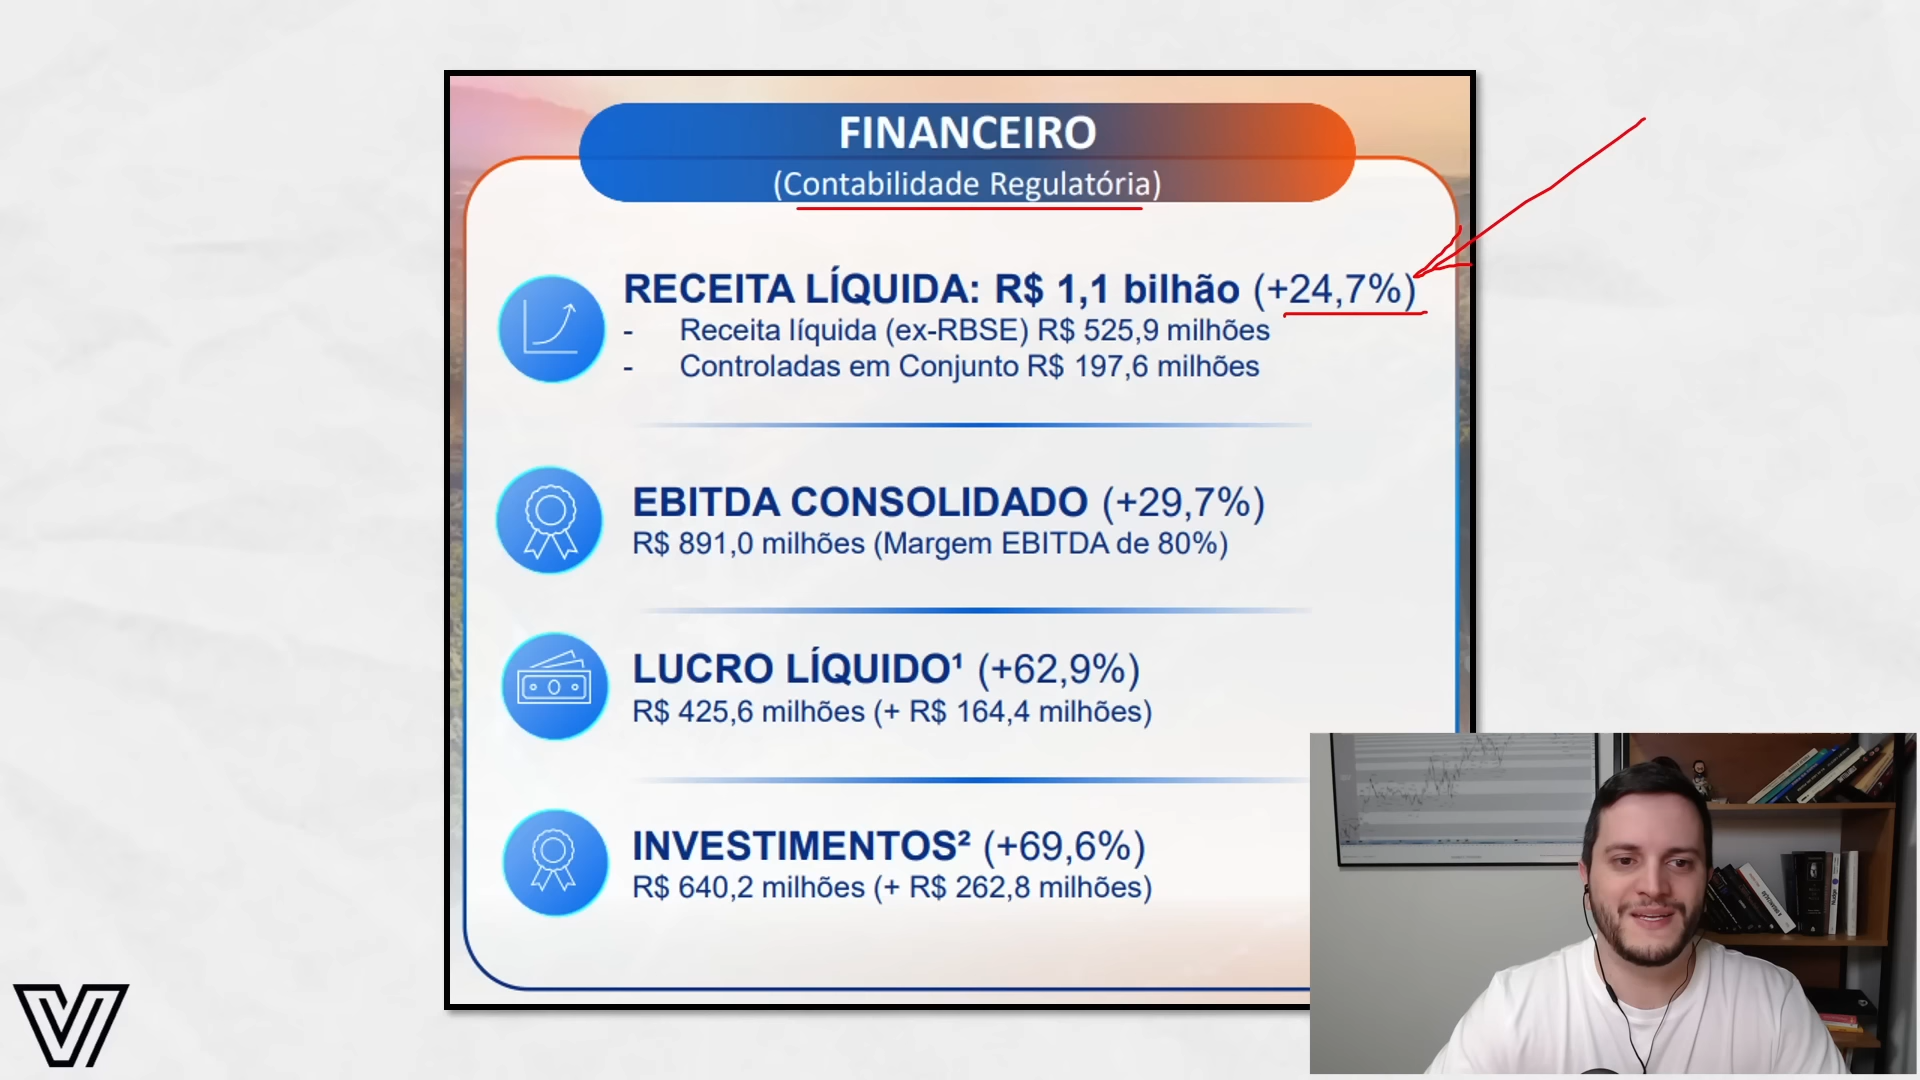 FINANCEIRO
(Contabilidade Regulatória)
RECEITA LÍQUIDA: R$ 1,1 bilhão (+24,7%)
- Receita líquida (ex-RBSE) R$ 525,9 milhões
- Controladas em Conjunto R$ 197,6 milhões
EBITDA CONSOLIDADO (+29,7%)
R$ 891,0 milhões (Margem EBITDA de 80%)
LUCRO LÍQUIDO¹ (+62,9%)
R$ 425,6 milhões (+ R$ 164,4 milhões)
INVESTIMENTOS² (+69,6%)
R$ 640,2 milhões (+ R$ 262,8 milhões)